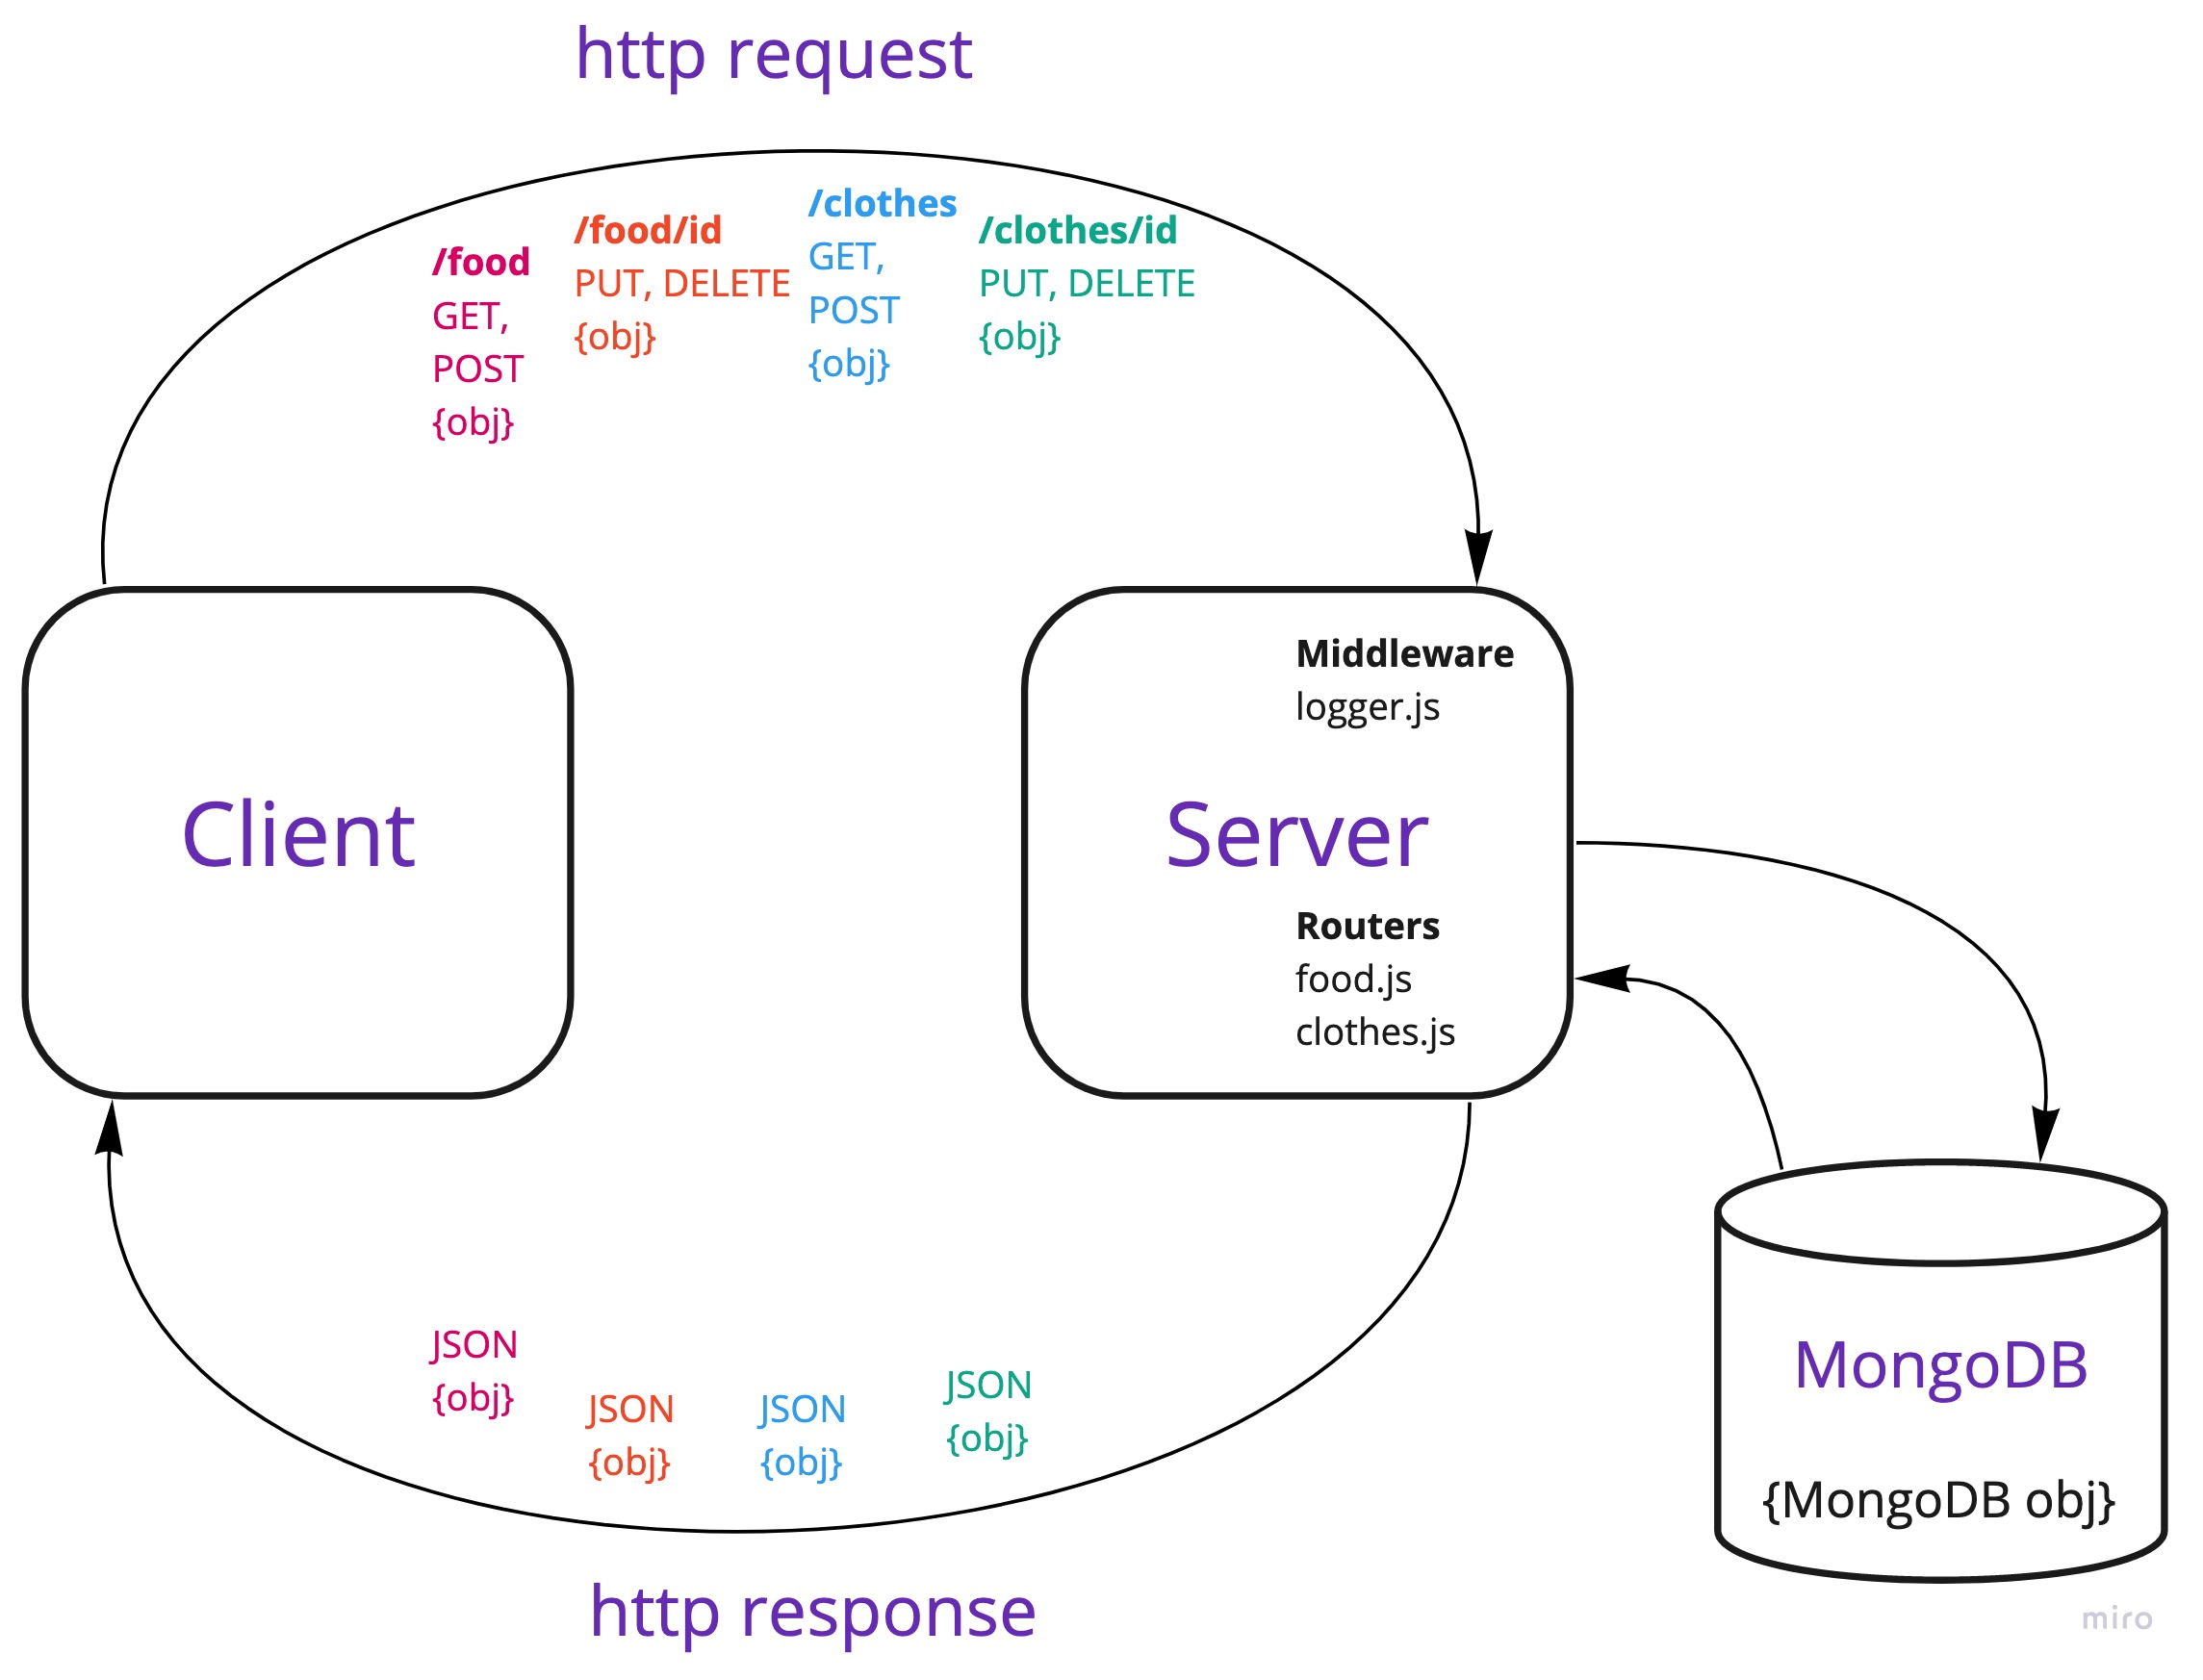 http request
/food
GET,
POST
{obj}
/food/id
PUT, DELETE
{obj}
/clothes
GET,
POST
{obj}
/clothes/id
PUT, DELETE
{obj}
Client
Middleware
logger.js
Server
Routers
food.js
clothes.js
MongoDB
{MongoDB obj}
JSON
{obj}
JSON
{obj}
JSON
{obj}
JSON
{obj}
http response
miro